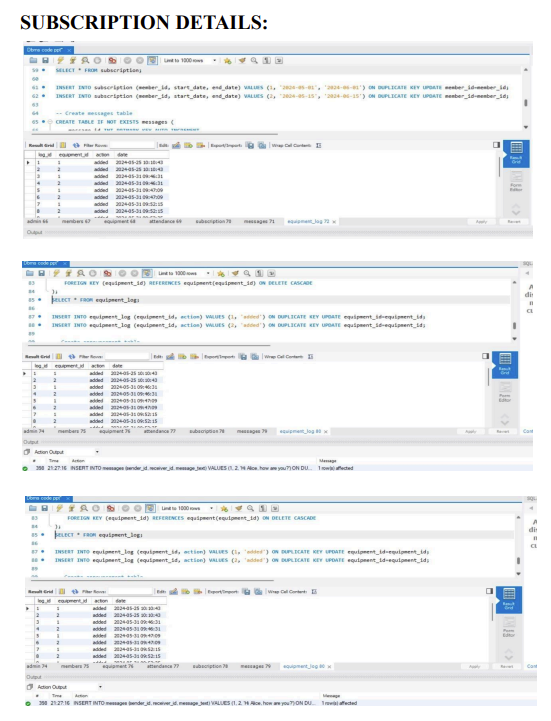 SUBSCRIPTION DETAILS:
Dbms code ppt*
Limit to 1000 rows
59 SELECT * FROM subscription;
60
61 INSERT INTO subscription (member_id, start_date, end_date) VALUES (1, '2024-05-01', '2024-06-01') ON DUPLICATE KEY UPDATE member_id=member_id;
62 INSERT INTO subscription (member_id, start_date, end_date) VALUES (2, '2024-05-15', '2024-06-15') ON DUPLICATE KEY UPDATE member_id=member_id;
63
64 -- Create messages table
65 CREATE TABLE IF NOT EXISTS messages (
Result Grid Filter Rows: Edit: Export/Import: Wrap Cell Content:
log_id equipment_id action date
1 1 added 2024-05-25 10:10:43
2 2 added 2024-05-25 10:10:43
3 1 added 2024-05-31 09:46:31
4 2 added 2024-05-31 09:46:31
5 1 added 2024-05-31 09:47:09
6 2 added 2024-05-31 09:47:09
7 1 added 2024-05-31 09:52:15
8 2 added 2024-05-31 09:52:15
Result Grid
Form Editor
admin 66 members 67 equipment 68 attendance 69 subscription 70 messages 71 Apply Revert
Output
Dbms code ppt*
Limit to 1000 rows
83 FOREIGN KEY (equipment_id) REFERENCES equipment(equipment_id) ON DELETE CASCADE
84 );
85 SELECT * FROM equipment_log;
86
87 INSERT INTO equipment_log (equipment_id, action) VALUES (1, 'added') ON DUPLICATE KEY UPDATE equipment_id=equipment_id;
88 INSERT INTO equipment_log (equipment_id, action) VALUES (2, 'added') ON DUPLICATE KEY UPDATE equipment_id=equipment_id;
89
Result Grid Filter Rows: Edit: Export/Import: Wrap Cell Content:
log_id equipment_id action date
1 1 added 2024-05-25 10:10:43
2 2 added 2024-05-25 10:10:43
3 1 added 2024-05-31 09:46:31
4 2 added 2024-05-31 09:46:31
5 1 added 2024-05-31 09:47:09
6 2 added 2024-05-31 09:47:09
7 1 added 2024-05-31 09:52:15
8 2 added 2024-05-31 09:52:15
Result Grid
Form Editor
admin 74 members 75 equipment 76 attendance 77 subscription 78 messages 79 equipment_log 80 Apply Revert
Output
Action Output
# Time Action Message
398 21:27:16 INSERT INTO messages (sender_id, receiver_id, message_text) VALUES (1, 2, 'Hi Alice, how are you?') ON DU... 1 row(s) affected
Dbms code ppt*
Limit to 1000 rows
83 FOREIGN KEY (equipment_id) REFERENCES equipment(equipment_id) ON DELETE CASCADE
84 );
85 SELECT * FROM equipment_log;
86
87 INSERT INTO equipment_log (equipment_id, action) VALUES (1, 'added') ON DUPLICATE KEY UPDATE equipment_id=equipment_id;
88 INSERT INTO equipment_log (equipment_id, action) VALUES (2, 'added') ON DUPLICATE KEY UPDATE equipment_id=equipment_id;
89
Result Grid Filter Rows: Edit: Export/Import: Wrap Cell Content:
log_id equipment_id action date
1 1 added 2024-05-25 10:10:43
2 2 added 2024-05-25 10:10:43
3 1 added 2024-05-31 09:46:31
4 2 added 2024-05-31 09:46:31
5 1 added 2024-05-31 09:47:09
6 2 added 2024-05-31 09:47:09
7 1 added 2024-05-31 09:52:15
8 2 added 2024-05-31 09:52:15
Result Grid
Form Editor
admin 74 members 75 equipment 76 attendance 77 subscription 78 messages 79 equipment_log 80 Apply Revert
Output
Action Output
# Time Action Message
398 21:27:16 INSERT INTO messages (sender_id, receiver_id, message_text) VALUES (1, 2, 'Hi Alice, how are you?') ON DU... 1 row(s) affected